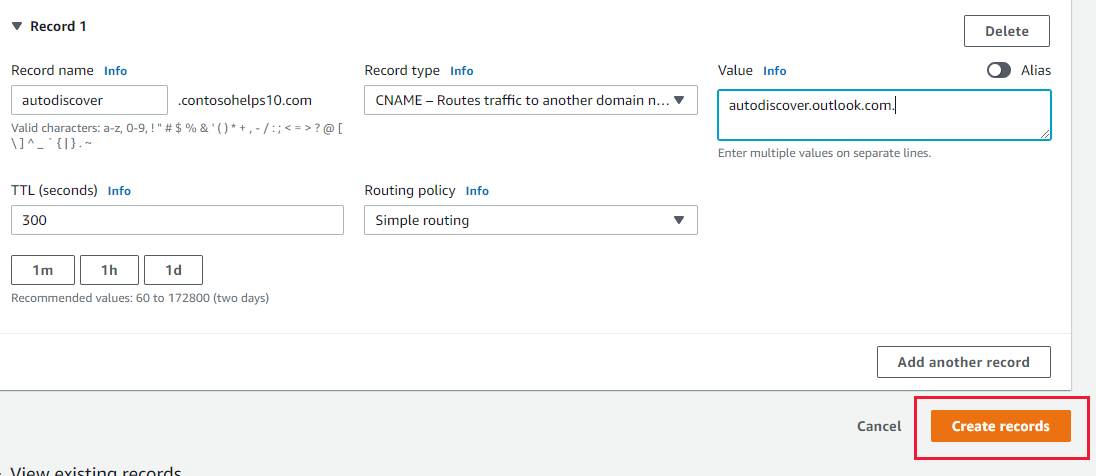 Record 1
Delete
Record name Info
Record type Info
Value Info
Alias
autodiscover
.contosohelps10.com
CNAME – Routes traffic to another domain n...
autodiscover.outlook.com.
Valid characters: a-z, 0-9, ! " # $ % & ' ( ) * + , - / : ; < = > ? @ [
\ ] ^ _ ` { | } . ~
Enter multiple values on separate lines.
TTL (seconds) Info
Routing policy Info
300
Simple routing
1m
1h
1d
Recommended values: 60 to 172800 (two days)
Add another record
Cancel
Create records
View existing records